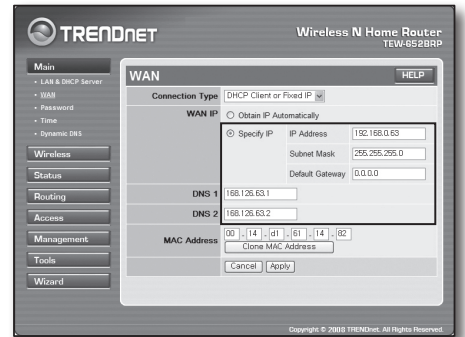 TRENDNET
Wireless N Home Router
TEW-652BRP
Main
• LAN & DHCP Server
• WAN
• Password
• Time
• Dynamic DNS
Wireless
Status
Routing
Access
Management
Tools
Wizard
WAN
HELP
Connection Type DHCP Client or Fixed IP
WAN IP Obtain IP Automatically
Specify IP IP Address 192.168.0.63
Subnet Mask 255.255.255.0
Default Gateway 0.0.0.0
DNS 1 168.126.63.1
DNS 2 168.126.63.2
MAC Address 00 - 14 - d1 - 61 - 14 - 82
Clone MAC Address
Cancel Apply
Copyright © 2008 TRENDnet. All Rights Reserved.